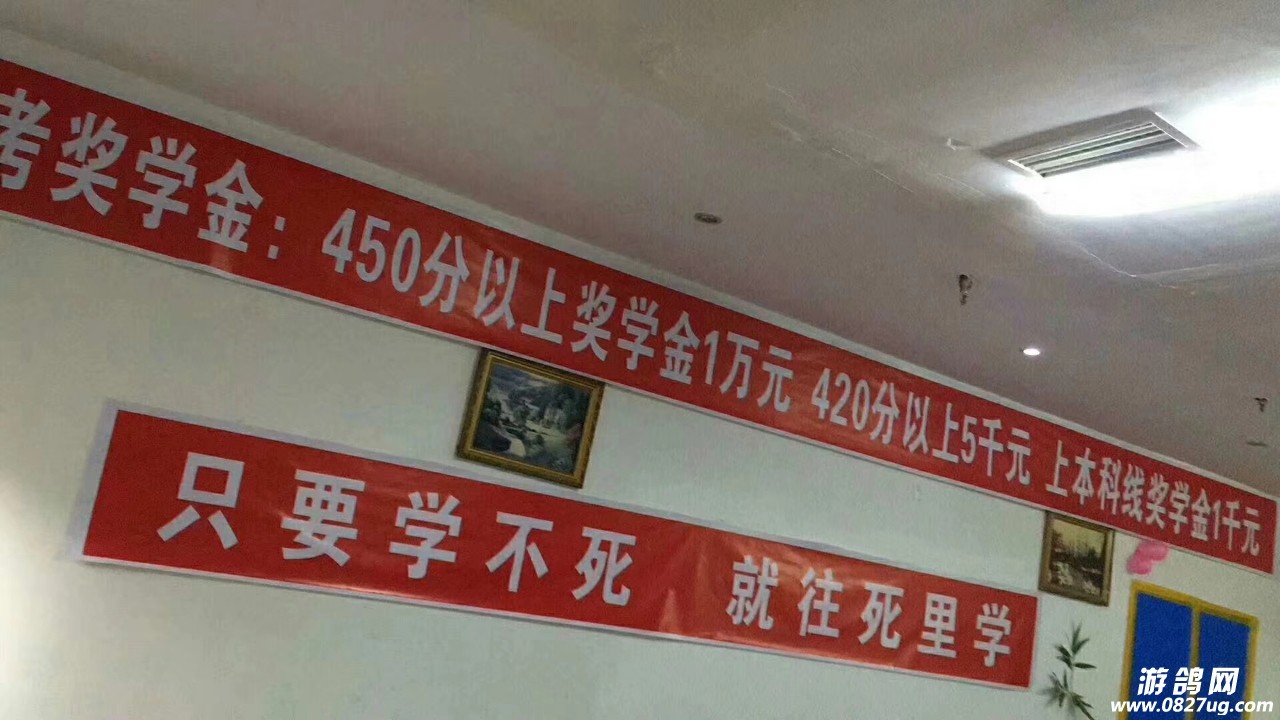 考奖学金：450分以上奖学金1万元 420分以上5千元 上本科线奖学金1千元
只要学不死 就往死里学
游鸽网
www.0827ug.com